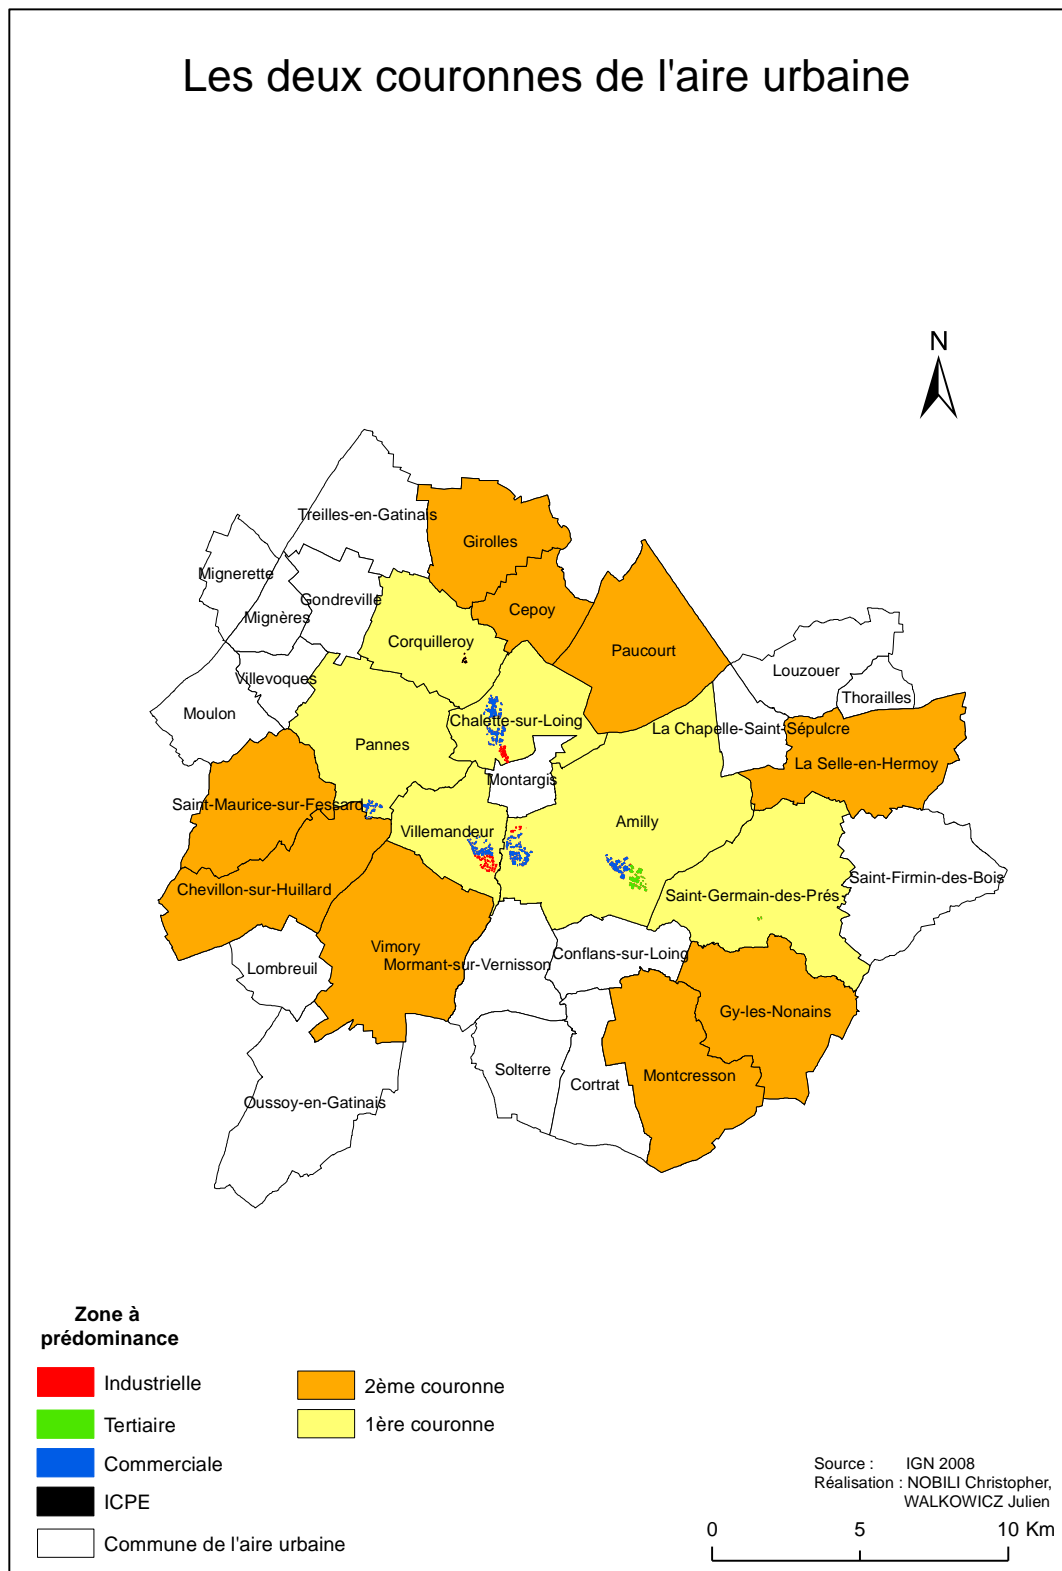 Les deux couronnes de l'aire urbaine
N
Treilles-en-Gatinais
Girolles
Mignerette
Gondreville
Cepoy
Mignères
Corquilleroy
Paucourt
Louzouer
Villevoques
Thorailles
Moulon
Chalette-sur-Loing
La Chapelle-Saint-Sépulcre
Pannes
La Selle-en-Hermoy
Montargis
Saint-Maurice-sur-Fessard
Amilly
Villemandeur
Saint-Firmin-des-Bois
Chevillon-sur-Huillard
Saint-Germain-des-Prés
Vimory
Conflans-sur-Loing
Mormant-sur-Vernisson
Lombreuil
Gy-les-Nonains
Solterre
Montcresson
Cortrat
Oussoy-en-Gatinais
Zone à
prédominance
Industrielle
Tertiaire
Commerciale
ICPE
Commune de l'aire urbaine
2ème couronne
1ère couronne
Source : IGN 2008
Réalisation : NOBILI Christopher,
WALKOWICZ Julien
0 5 10 Km